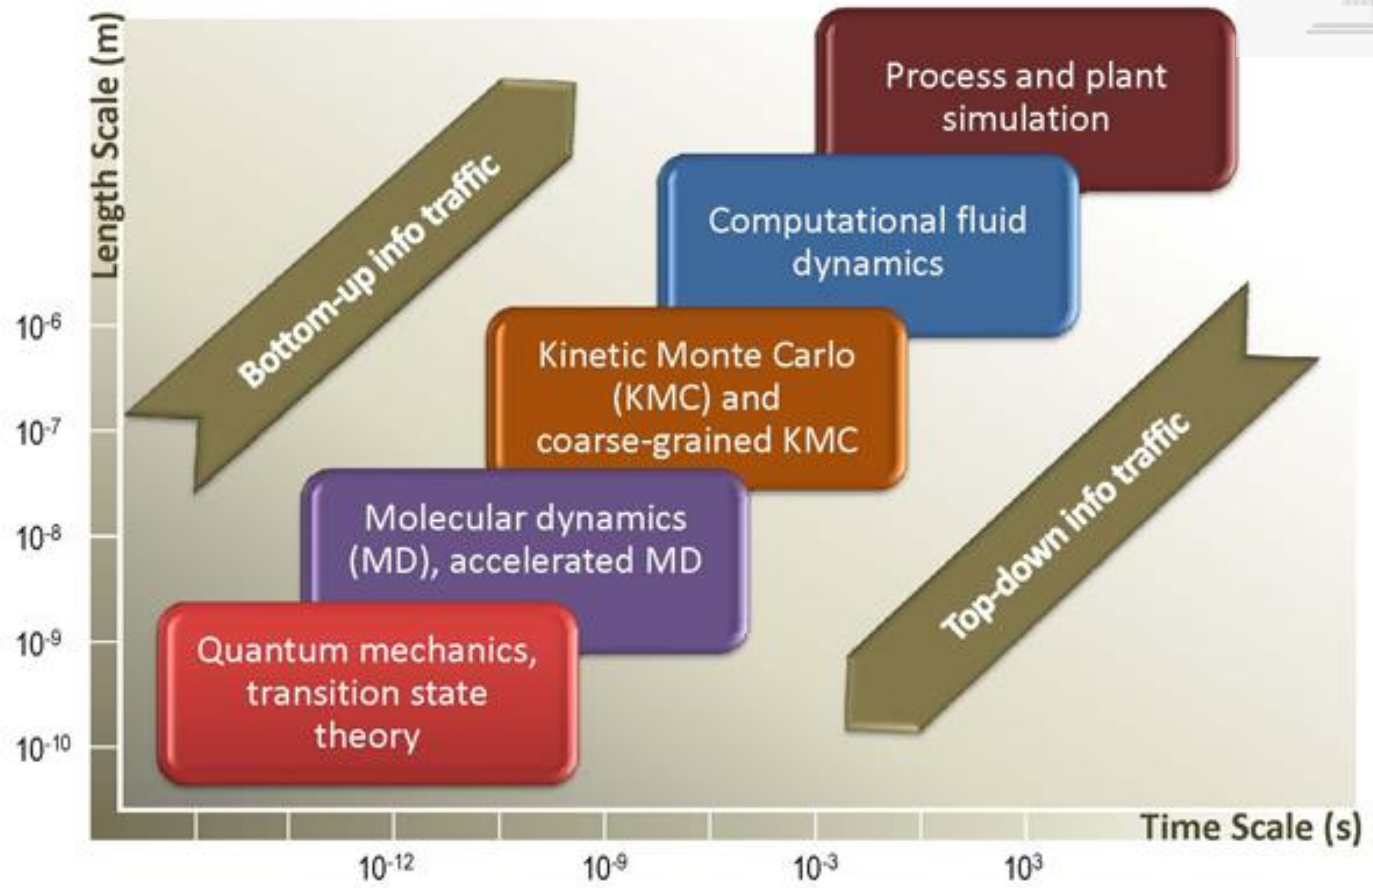 Length Scale (m)
Process and plant
simulation
Bottom-up info traffic
Computational fluid
dynamics
10⁻⁶
Kinetic Monte Carlo
(KMC) and
coarse-grained KMC
10⁻⁷
Top-down info traffic
Molecular dynamics
(MD), accelerated MD
10⁻⁸
Quantum mechanics,
transition state
theory
10⁻⁹
10⁻¹⁰
Time Scale (s)
10⁻¹²
10⁻⁹
10⁻³
10³